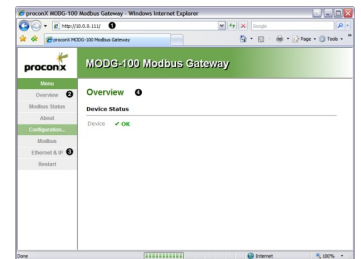 proconX MODG-100 Modbus Gateway - Windows Internet Explorer
http://10.0.0.111/ 1
Google
proconX MODG-100 Modbus Gateway
Page Tools
proconx
MODG-100 Modbus Gateway
Menu
Overview 2
Modbus Status
About
Configuration...
Modbus
Ethernet & IP 3
Restart
Overview 4
Device Status
Device ✔ OK
Done
Internet
100%